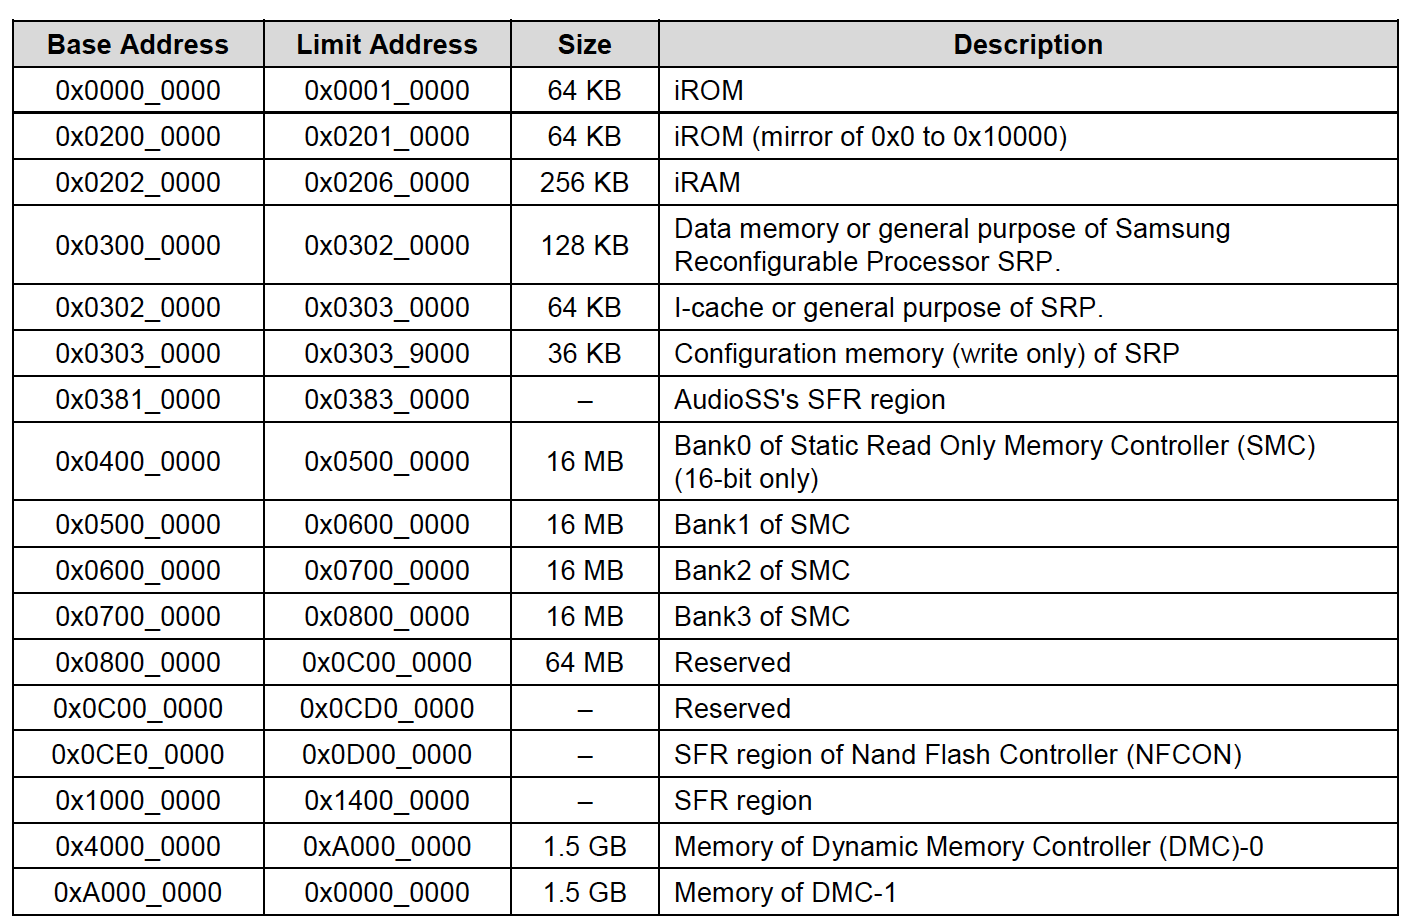 Base Address Limit Address Size Description
0x0000_0000 0x0001_0000 64 KB iROM
0x0200_0000 0x0201_0000 64 KB iROM (mirror of 0x0 to 0x10000)
0x0202_0000 0x0206_0000 256 KB iRAM
0x0300_0000 0x0302_0000 128 KB Data memory or general purpose of Samsung
Reconfigurable Processor SRP.
0x0302_0000 0x0303_0000 64 KB I-cache or general purpose of SRP.
0x0303_0000 0x0303_9000 36 KB Configuration memory (write only) of SRP
0x0381_0000 0x0383_0000 – AudioSS's SFR region
0x0400_0000 0x0500_0000 16 MB Bank0 of Static Read Only Memory Controller (SMC)
(16-bit only)
0x0500_0000 0x0600_0000 16 MB Bank1 of SMC
0x0600_0000 0x0700_0000 16 MB Bank2 of SMC
0x0700_0000 0x0800_0000 16 MB Bank3 of SMC
0x0800_0000 0x0C00_0000 64 MB Reserved
0x0C00_0000 0x0CD0_0000 – Reserved
0x0CE0_0000 0x0D00_0000 – SFR region of Nand Flash Controller (NFCON)
0x1000_0000 0x1400_0000 – SFR region
0x4000_0000 0xA000_0000 1.5 GB Memory of Dynamic Memory Controller (DMC)-0
0xA000_0000 0x0000_0000 1.5 GB Memory of DMC-1